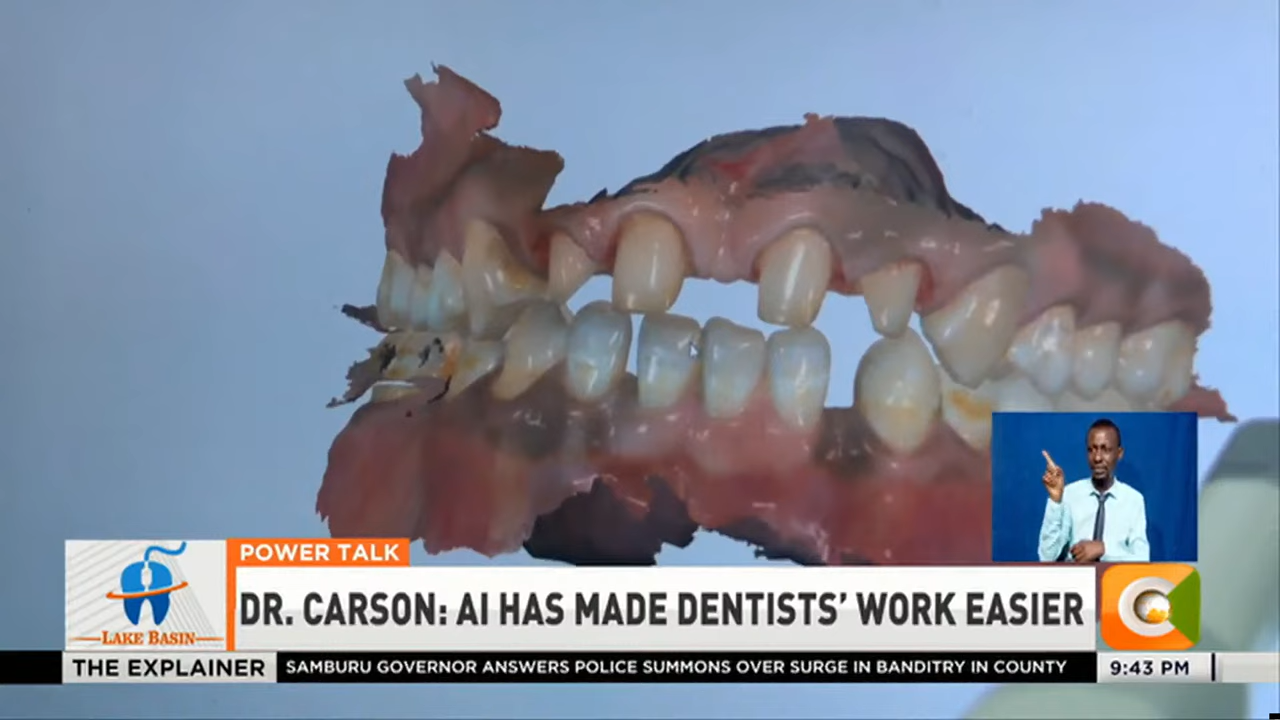 POWER TALK
DR. CARSON: AI HAS MADE DENTISTS' WORK EASIER
LAKE BASIN
THE EXPLAINER
SAMBURU GOVERNOR ANSWERS POLICE SUMMONS OVER SURGE IN BANDITRY IN COUNTY
9:43 PM